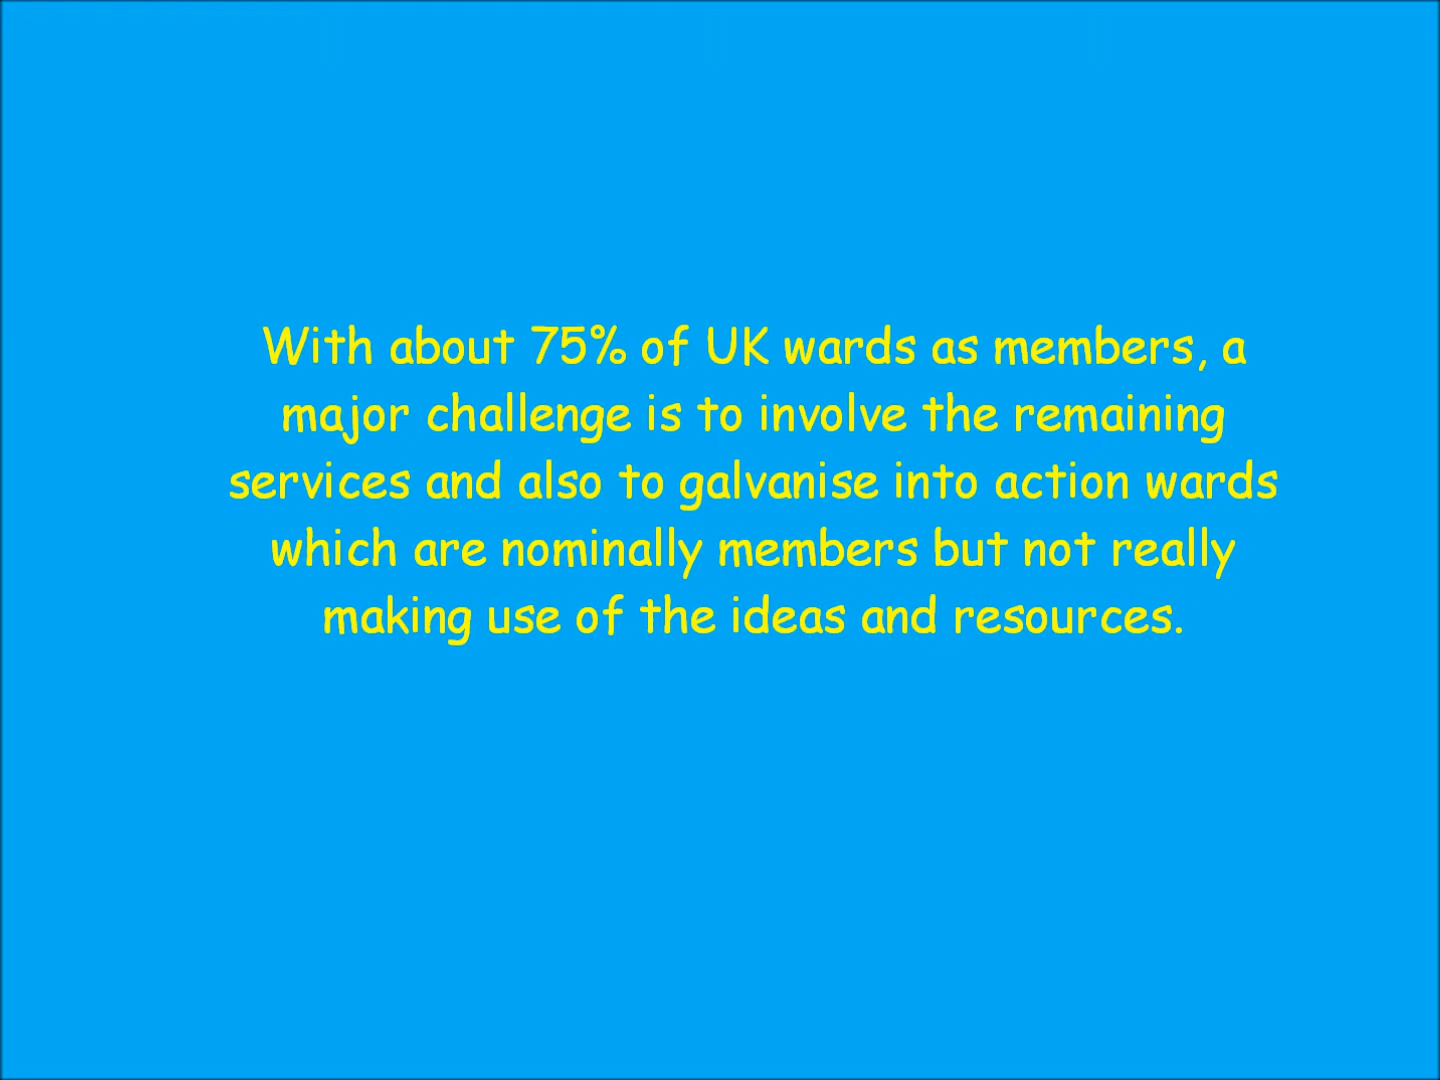 With about 75% of UK wards as members, a
major challenge is to involve the remaining
services and also to galvanise into action wards
which are nominally members but not really
making use of the ideas and resources.